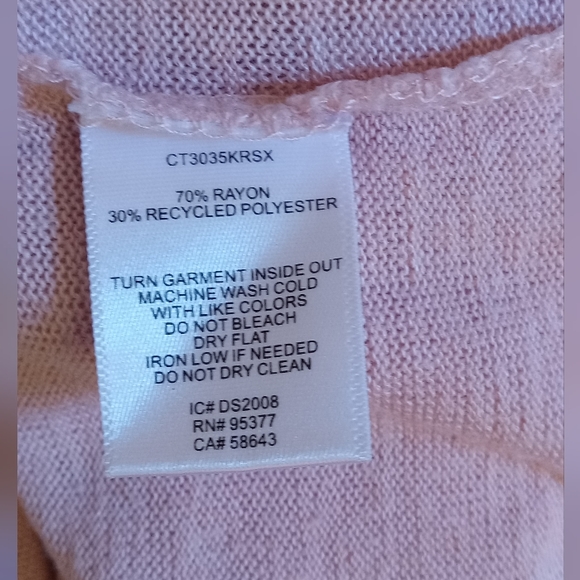 CT3035KRSX
70% RAYON
30% RECYCLED POLYESTER
TURN GARMENT INSIDE OUT
MACHINE WASH COLD
WITH LIKE COLORS
DO NOT BLEACH
DRY FLAT
IRON LOW IF NEEDED
DO NOT DRY CLEAN
IC# DS2008
RN# 95377
CA# 58643